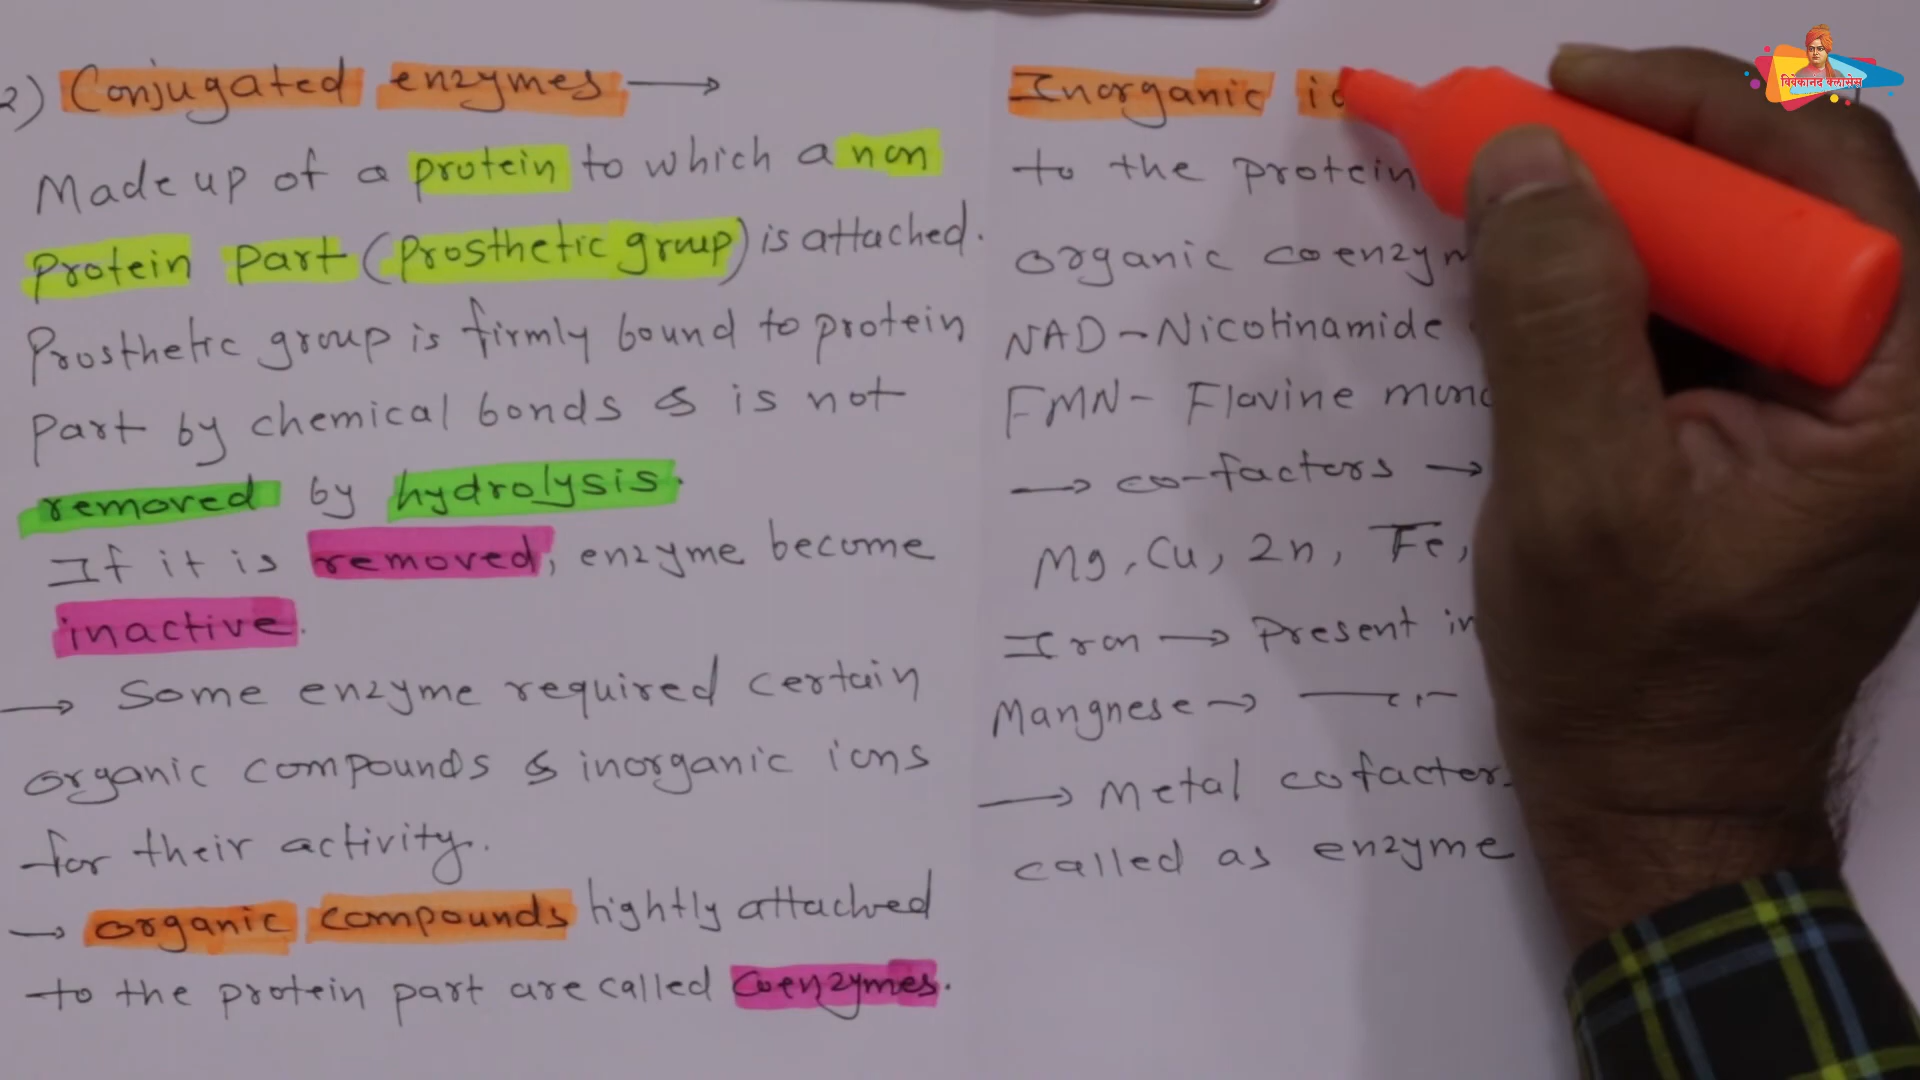 2) Conjugated enzymes →
Made up of a protein to which a non
protein part (prosthetic group) is attached.
Prosthetic group is firmly bound to protein
part by chemical bonds & is not
removed by hydrolysis.
If it is removed, enzyme become
inactive.
→ Some enzyme required certain
organic compounds & inorganic ions
for their activity.
→ organic compounds tightly attached
to the protein part are called coenzymes.
Inorganic
to the protein
organic
NAD - Nicotinamide
FMN - Flavine
→ co-factors →
Mg, Cu, Zn, Fe,
Iron → Present in
Mangnese →
→ Metal cofactors
called as enzyme
विवेकानंद क्लासेस